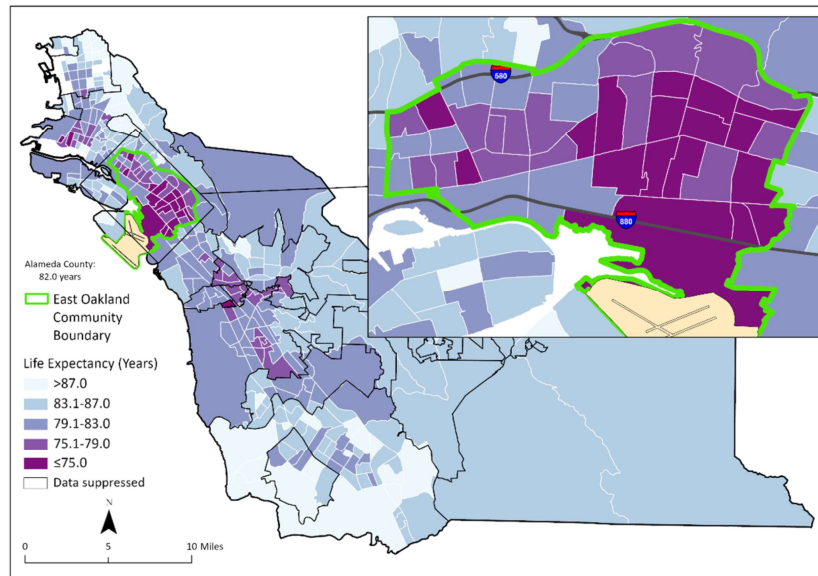 580
880
Alameda County:
82.0 years
East Oakland
Community
Boundary
Life Expectancy (Years)
>87.0
83.1-87.0
79.1-83.0
75.1-79.0
≤75.0
Data suppressed
N
0 5 10 Miles